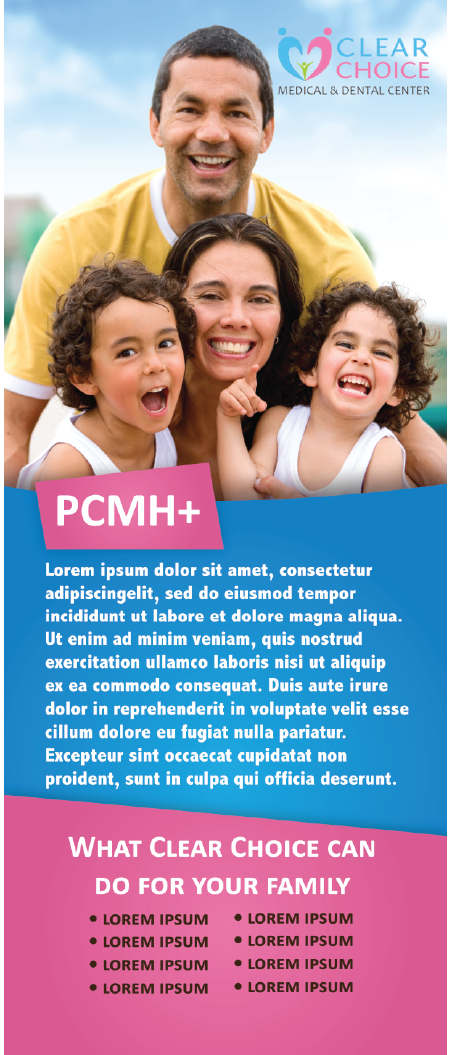 CLEAR
CHOICE
MEDICAL & DENTAL CENTER
PCMH+
Lorem ipsum dolor sit amet, consectetur
adipiscingelit, sed do eiusmod tempor
incididunt ut labore et dolore magna aliqua.
Ut enim ad minim veniam, quis nostrud
exercitation ullamco laboris nisi ut aliquip
ex ea commodo consequat. Duis aute irure
dolor in reprehenderit in voluptate velit esse
cillum dolore eu fugiat nulla pariatur.
Excepteur sint occaecat cupidatat non
proident, sunt in culpa qui officia deserunt.
WHAT CLEAR CHOICE CAN
DO FOR YOUR FAMILY
• LOREM IPSUM
• LOREM IPSUM
• LOREM IPSUM
• LOREM IPSUM
• LOREM IPSUM
• LOREM IPSUM
• LOREM IPSUM
• LOREM IPSUM